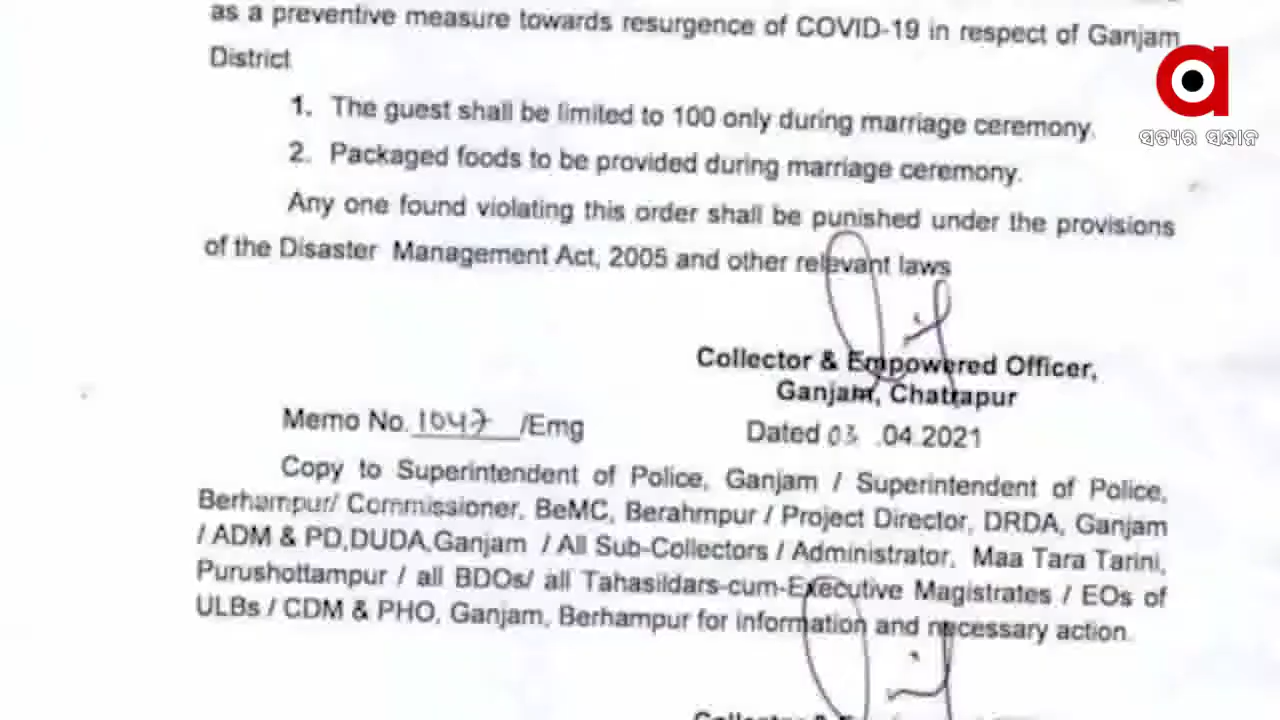 as a preventive measure towards resurgence of COVID-19 in respect of Ganjam
District
1. The guest shall be limited to 100 only during marriage ceremony.
2. Packaged foods to be provided during marriage ceremony.
Any one found violating this order shall be punished under the provisions
of the Disaster Management Act, 2005 and other relevant laws
Collector & Empowered Officer,
Ganjam, Chatrapur
Memo No. 1047 /Emg
Dated 03 .04.2021
Copy to Superintendent of Police, Ganjam / Superintendent of Police,
Berhampur/ Commissioner, BeMC, Berahmpur / Project Director, DRDA, Ganjam
/ ADM & PD,DUDA,Ganjam / All Sub-Collectors / Administrator, Maa Tara Tarini,
Purushottampur / all BDOs/ all Tahasildars-cum-Executive Magistrates / EOs of
ULBs / CDM & PHO, Ganjam, Berhampur for information and necessary action.
ସତ୍ୟର ସନ୍ଧାନ